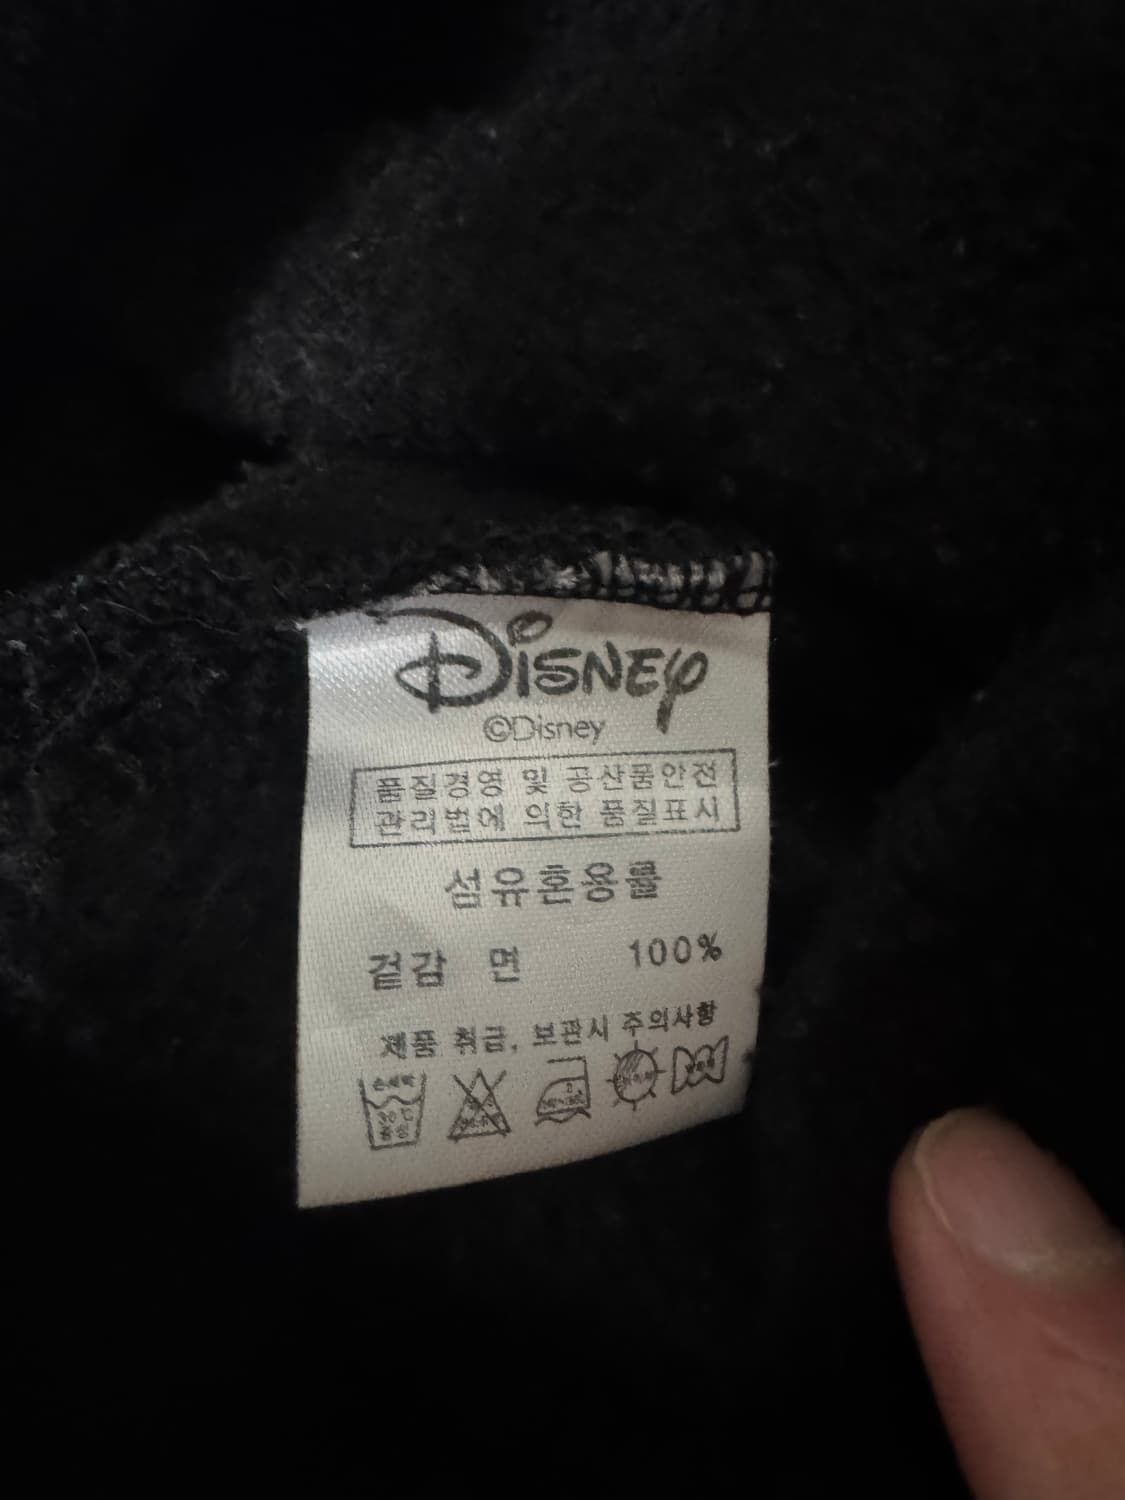 Disney
©Disney
품질경영 및 공산품안전
관리법에 의한 품질표시
섬유혼용률
겉감 면 100%
제품 취급, 보관시 주의사항